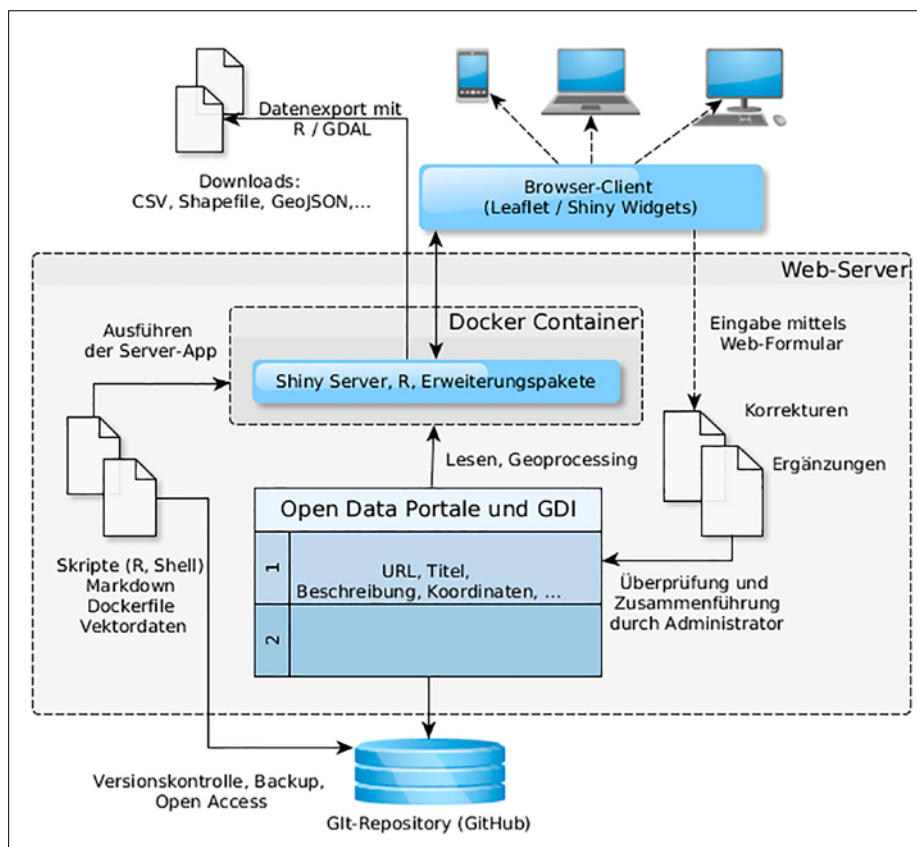 Datenexport mit
R / GDAL
Downloads:
CSV, Shapefile, GeoJSON,...
Browser-Client
(Leaflet / Shiny Widgets)
Web-Server
Docker Container
Ausführen
der Server-App
Shiny Server, R, Erweiterungspakete
Eingabe mittels
Web-Formular
Korrekturen
Ergänzungen
Lesen, Geoprocessing
Open Data Portale und GDI
1
URL, Titel,
Beschreibung, Koordinaten, ...
2
Skripte (R, Shell)
Markdown
Dockerfile
Vektordaten
Überprüfung und
Zusammenführung
durch Administrator
Versionskontrolle, Backup,
Open Access
GIt-Repository (GitHub)